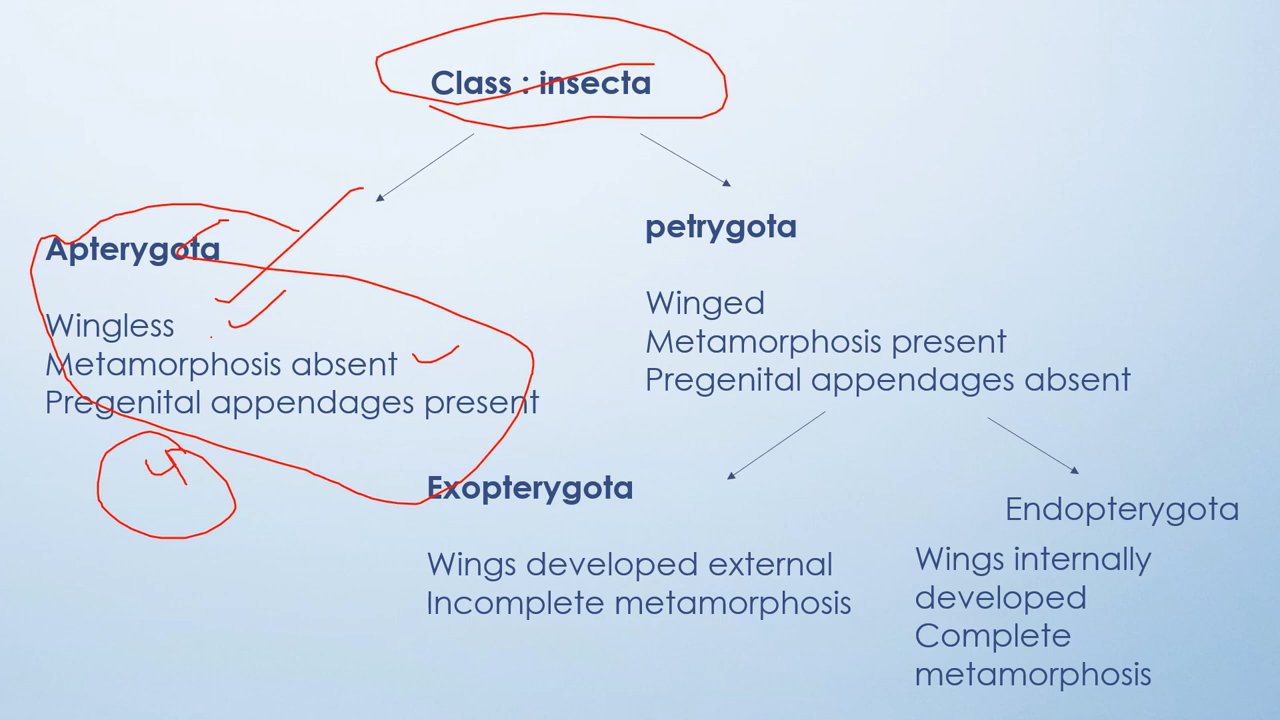 Class : insecta
Apterygota
Wingless
Metamorphosis absent
Pregenital appendages present
4
petrygota
Winged
Metamorphosis present
Pregenital appendages absent
Exopterygota
Wings developed external
Incomplete metamorphosis
Endopterygota
Wings internally
developed
Complete
metamorphosis